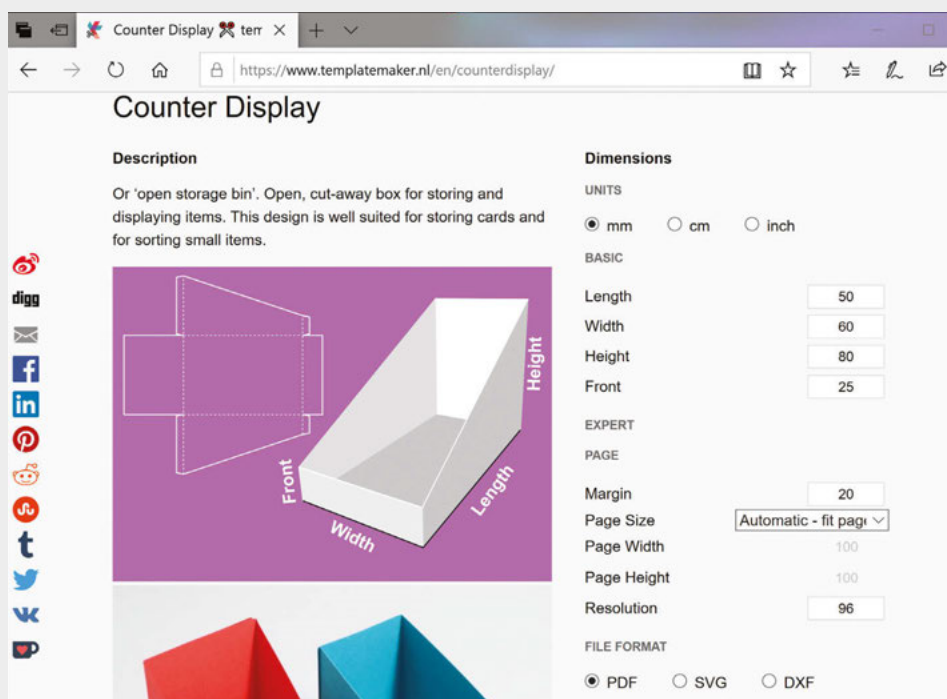 Counter Display ✂ terr
https://www.templatemaker.nl/en/counterdisplay/
Counter Display
Description
Or ‘open storage bin’. Open, cut-away box for storing and
displaying items. This design is well suited for storing cards and
for sorting small items.
digg
in
t
Front
Width
Length
Height
Dimensions
UNITS
mm cm inch
BASIC
Length 50
Width 60
Height 80
Front 25
EXPERT
PAGE
Margin 20
Page Size Automatic - fit page
Page Width 100
Page Height 100
Resolution 96
FILE FORMAT
PDF SVG DXF